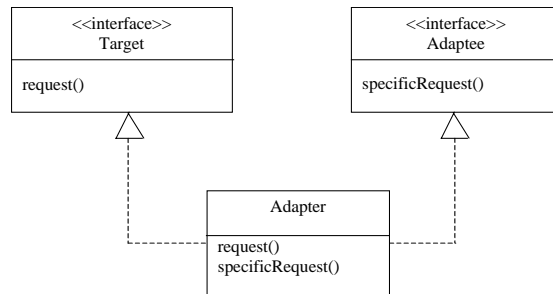 <<interface>>
Target
request()
<<interface>>
Adaptee
specificRequest()
Adapter
request()
specificRequest()